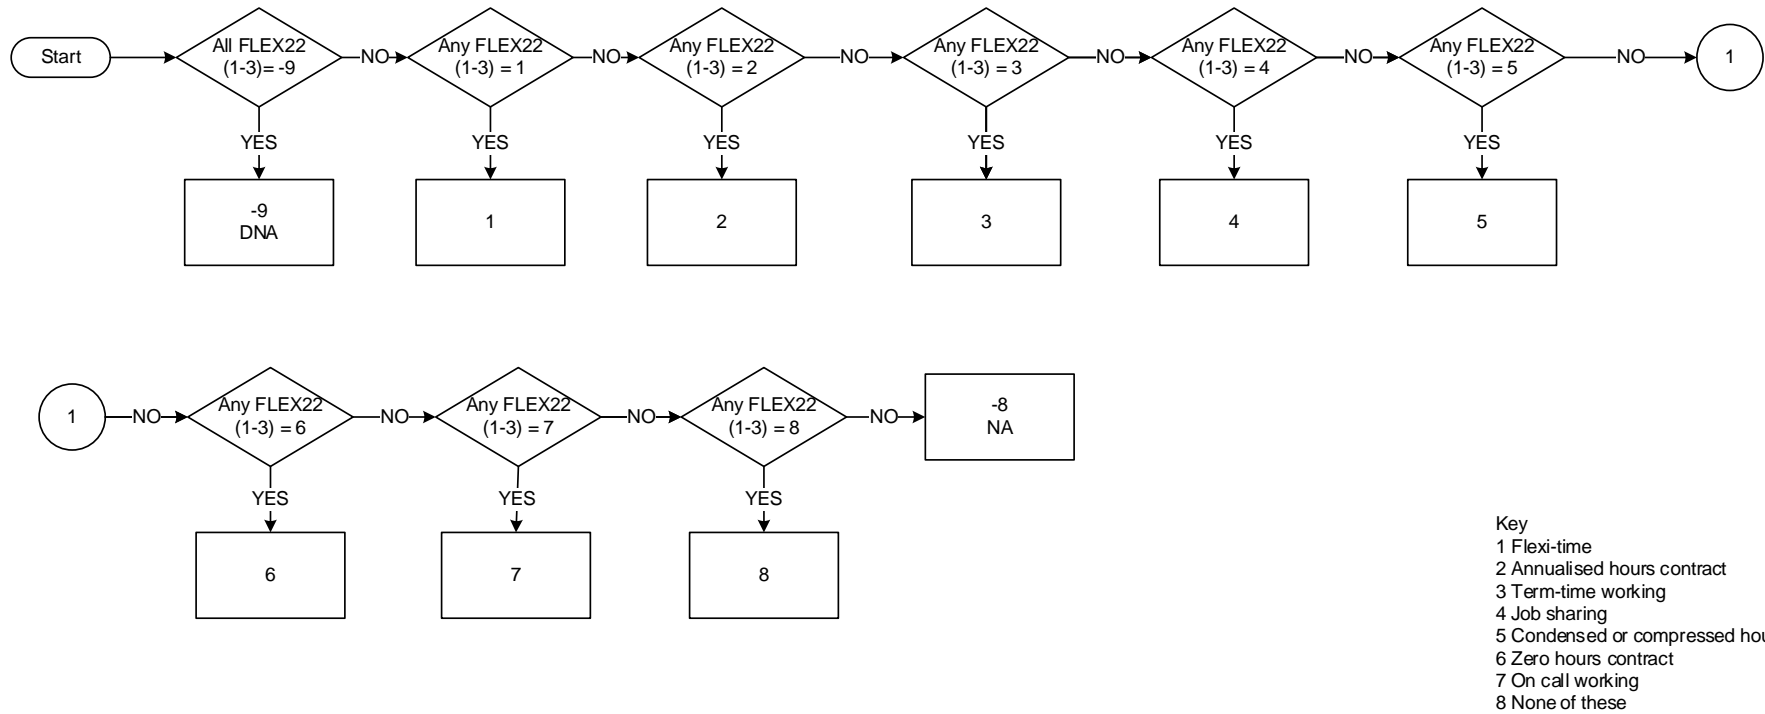 Start
All FLEX22
(1-3)= -9
NO
Any FLEX22
(1-3) = 1
NO
Any FLEX22
(1-3) = 2
NO
Any FLEX22
(1-3) = 3
NO
Any FLEX22
(1-3) = 4
NO
Any FLEX22
(1-3) = 5
NO
1
YES
YES
YES
YES
YES
YES
-9
DNA
1
2
3
4
5
1
NO
Any FLEX22
(1-3) = 6
NO
Any FLEX22
(1-3) = 7
NO
Any FLEX22
(1-3) = 8
NO
-8
NA
YES
YES
YES
6
7
8
Key
1 Flexi-time
2 Annualised hours contract
3 Term-time working
4 Job sharing
5 Condensed or compressed hou
6 Zero hours contract
7 On call working
8 None of these